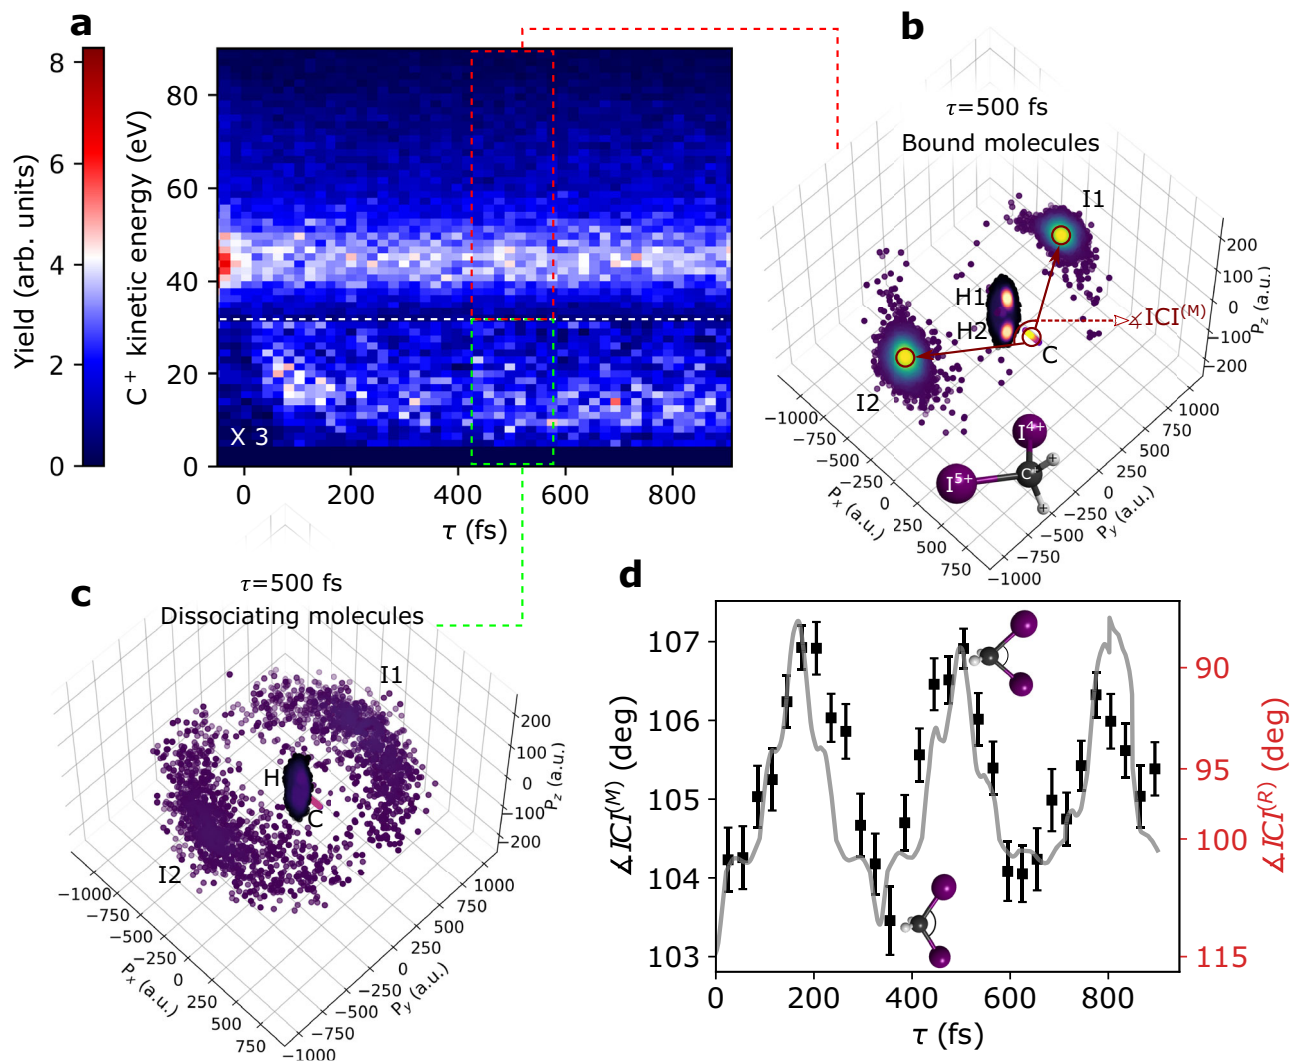 a
8
6
4
2
0
Yield (arb. units)
80
60
40
20
0
C⁺ kinetic energy (eV)
X 3
0
200
400
600
800
τ (fs)
b
τ=500 fs
Bound molecules
I1
H1
H2
I2
C
∡ICI(M)
200
100
0
−100
−200
P_z (a.u.)
−1000
−750
−500
−250
0
250
500
750
P_x (a.u.)
1000
750
500
250
0
−250
−500
−750
−1000
P_y (a.u.)
I4+
I5+
C
+
+
+
c
τ=500 fs
Dissociating molecules
I1
H
C
I2
200
100
0
−100
−200
P_z (a.u.)
−1000
−750
−500
−250
0
250
500
750
P_x (a.u.)
1000
750
500
250
0
−250
−500
−750
−1000
P_y (a.u.)
d
107
106
105
104
103
∡ICI(M) (deg)
90
95
100
115
∡ICI(R) (deg)
0
200
400
600
800
τ (fs)